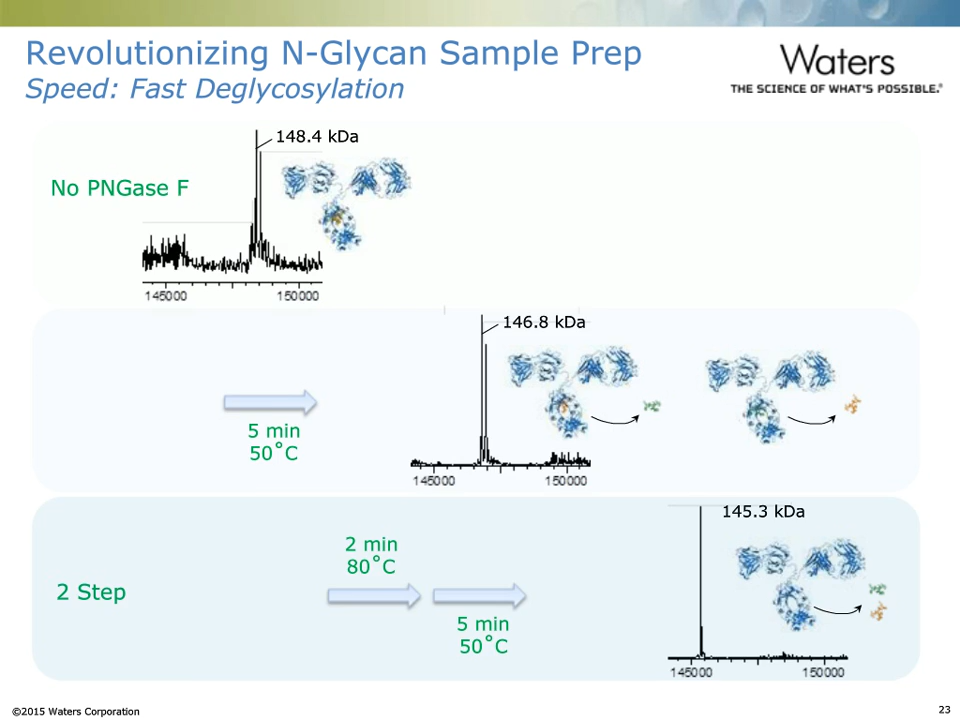 Revolutionizing N-Glycan Sample Prep
Speed: Fast Deglycosylation
Waters
THE SCIENCE OF WHAT'S POSSIBLE.®
148.4 kDa
No PNGase F
145000 150000
146.8 kDa
5 min
50˚C
145000 150000
145.3 kDa
2 min
80˚C
2 Step
5 min
50˚C
145000 150000
©2015 Waters Corporation
23